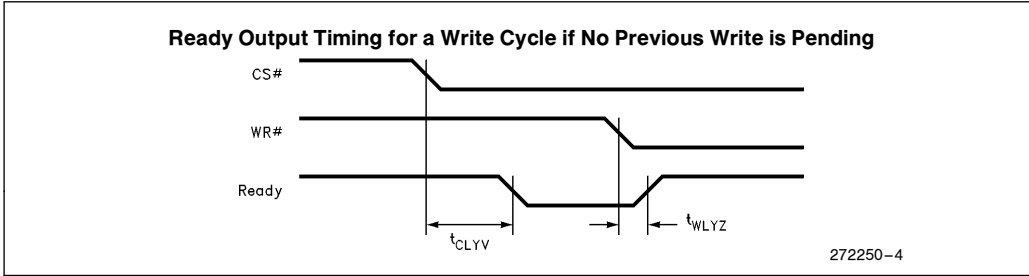 Ready Output Timing for a Write Cycle if No Previous Write is Pending
CS#
WR#
Ready
tCLYV
tWLYZ
272250–4